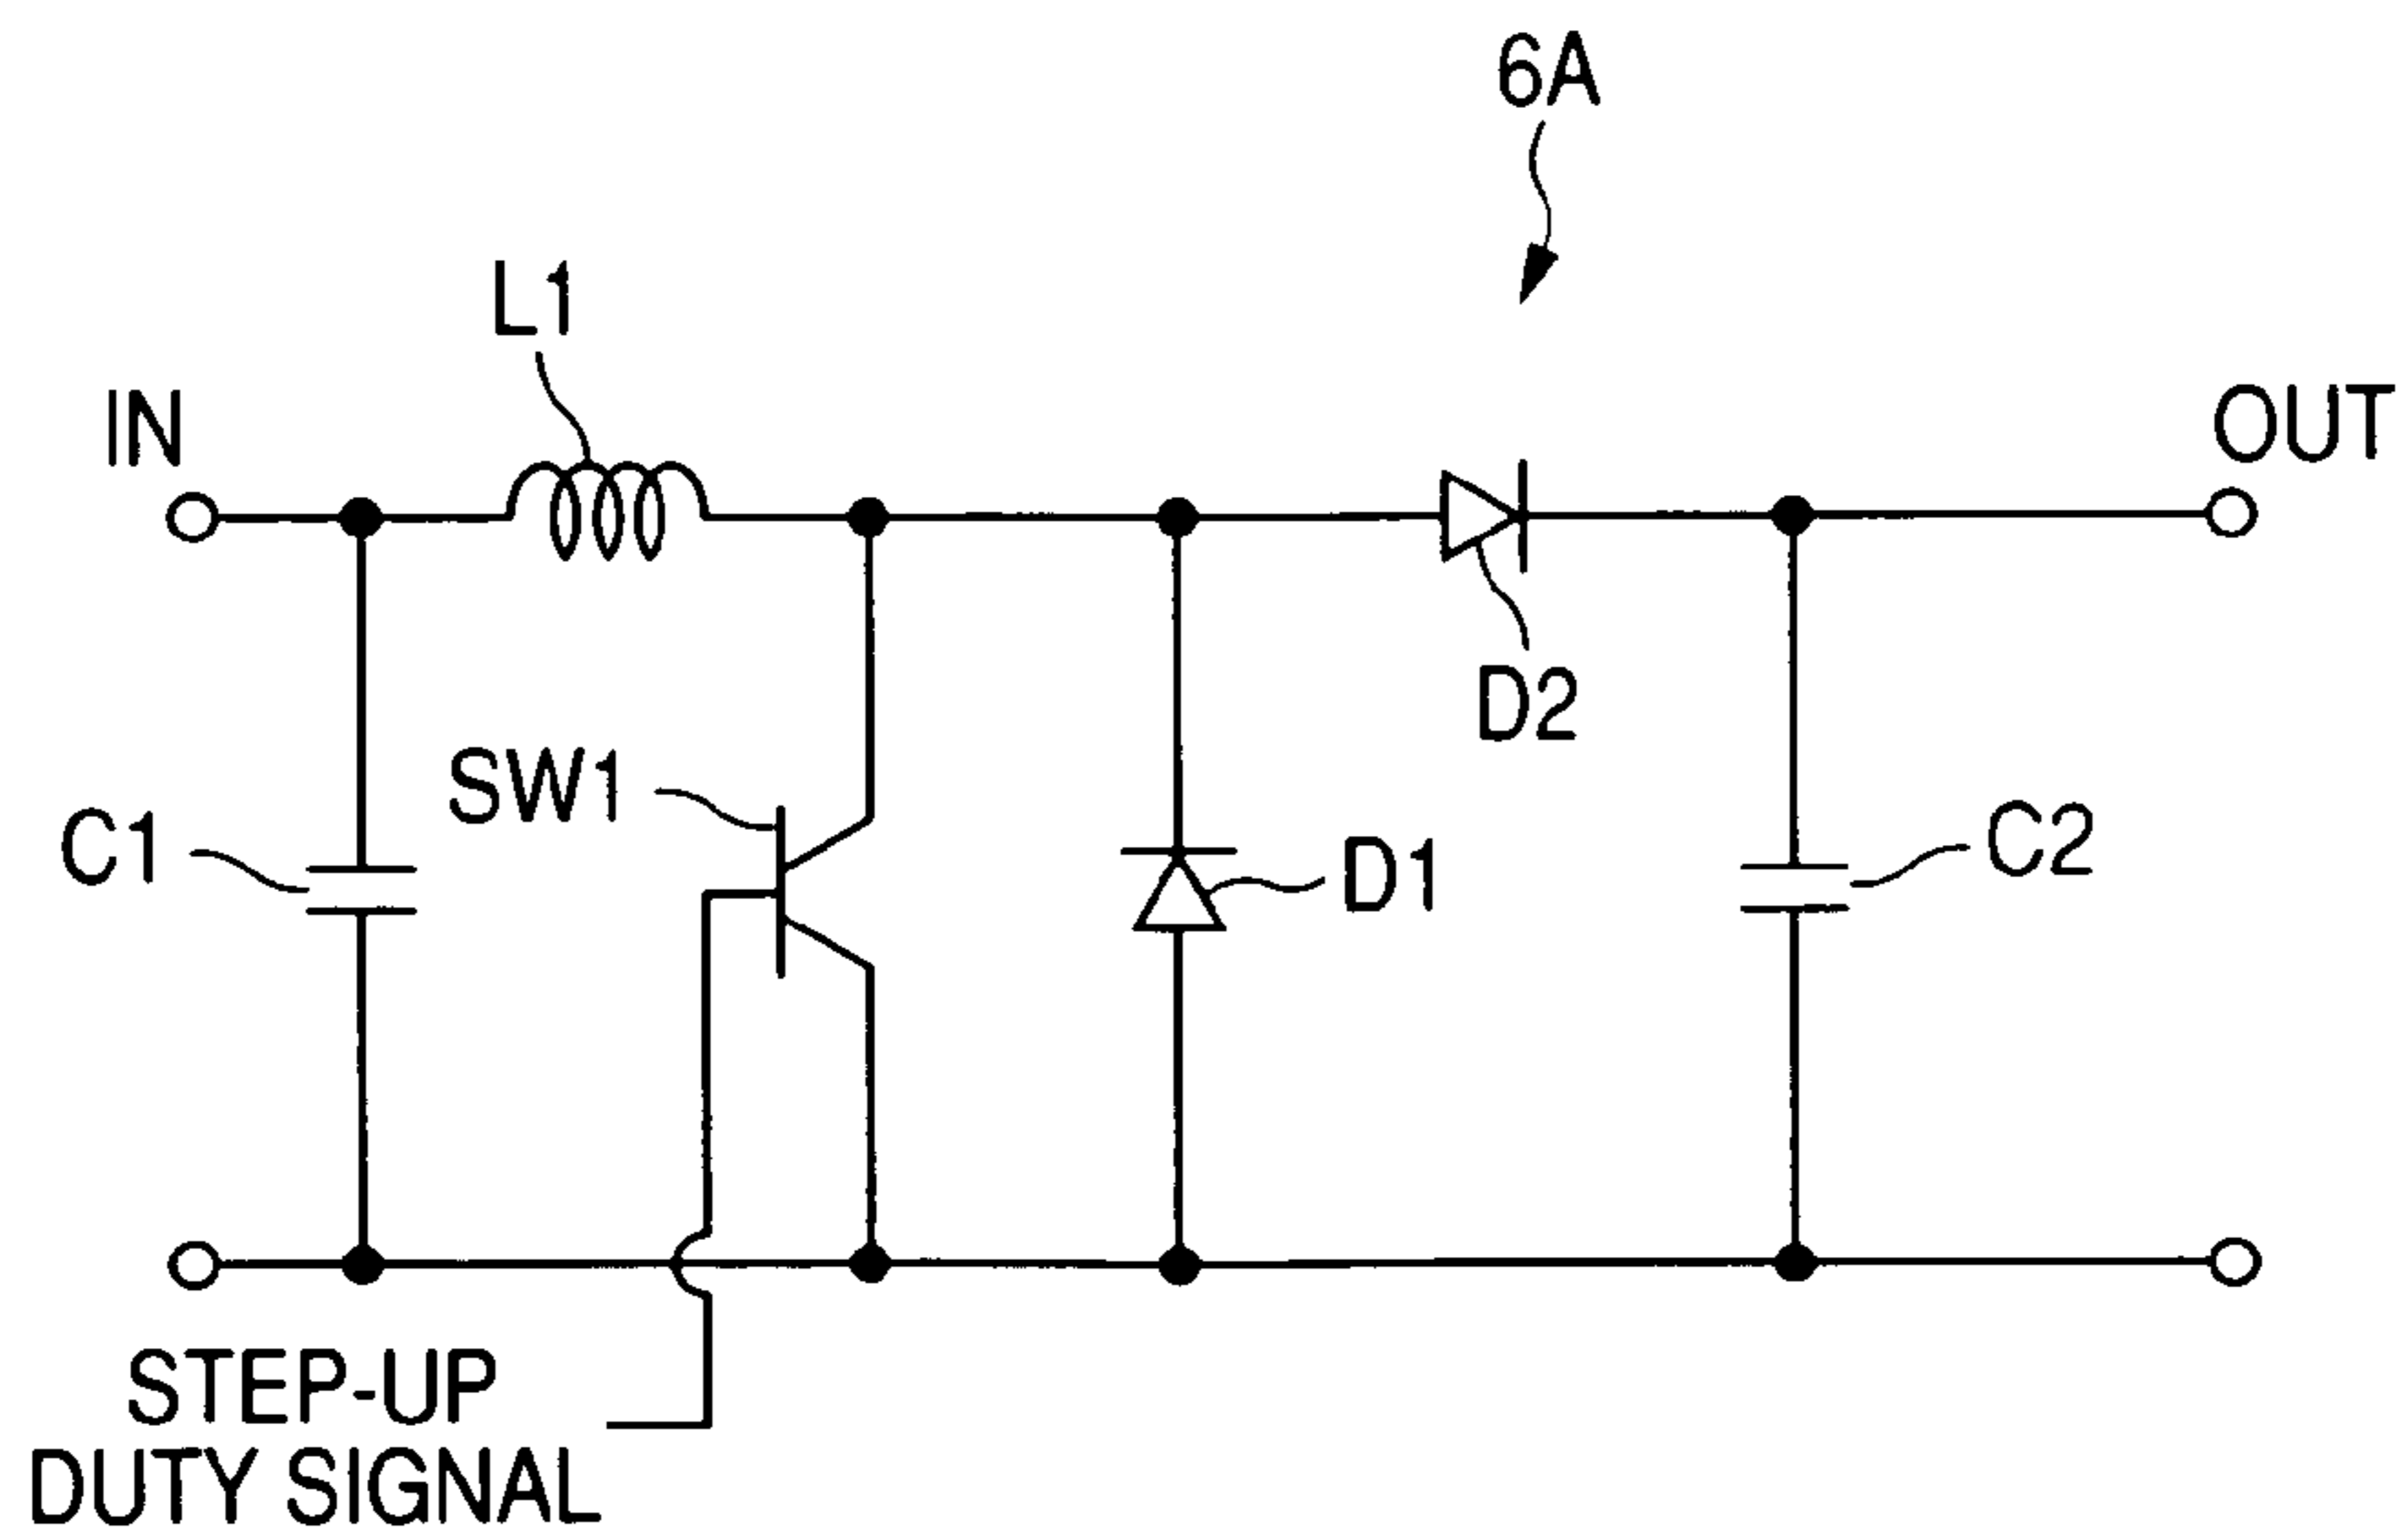 6A
L1
IN
OUT
D2
SW1
C1
D1
C2
STEP-UP
DUTY SIGNAL